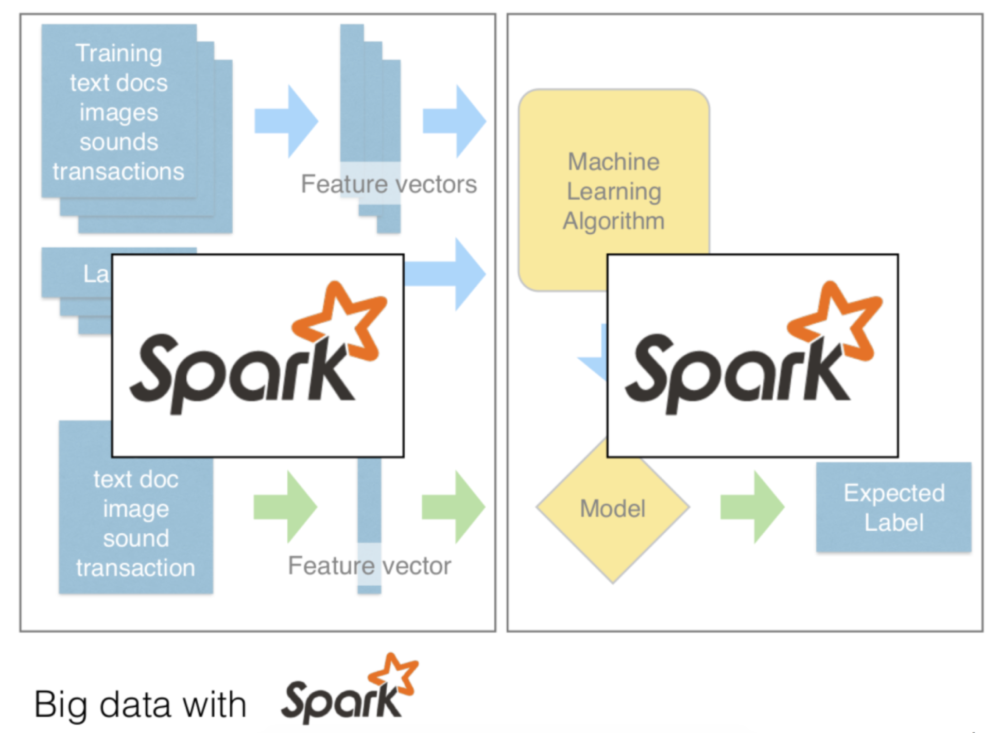 Training
text docs
images
sounds
transactions
Feature vectors
Machine
Learning
Algorithm
La
Spark
Spark
text doc
image
sound
transaction
Feature vector
Model
Expected
Label
Big data with Spark